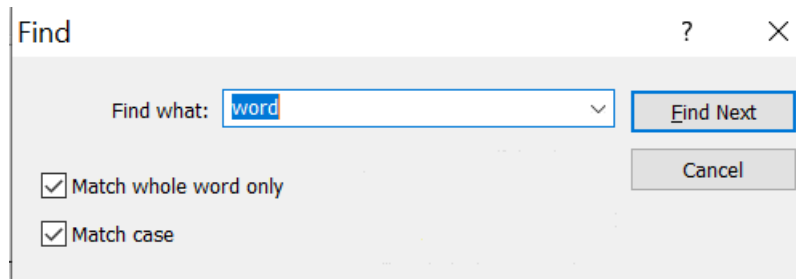 Find ?
Find what: word Find Next
Cancel
Match whole word only
Match case